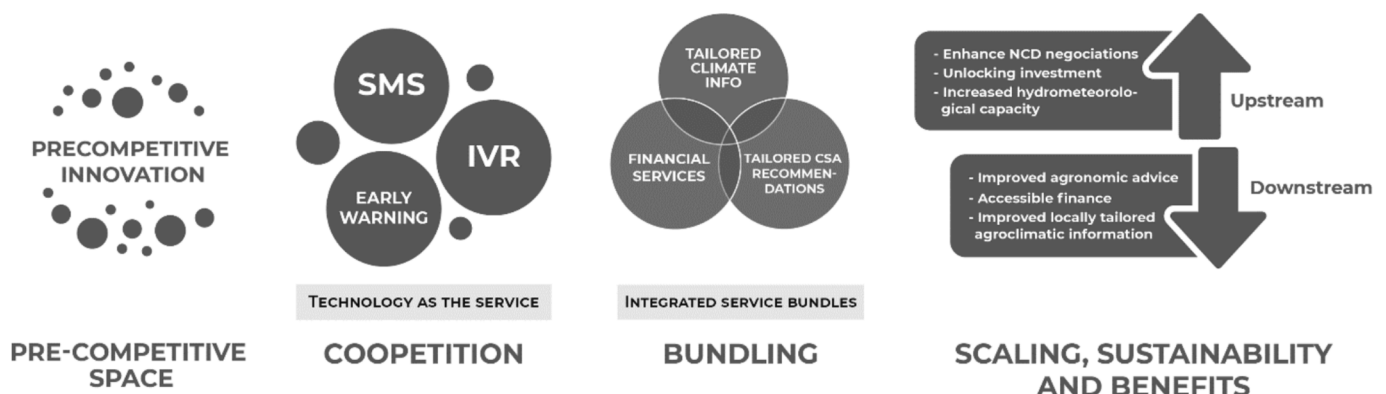 PRECOMPETITIVE
INNOVATION
PRE-COMPETITIVE
SPACE
SMS
IVR
EARLY
WARNING
TECHNOLOGY AS THE SERVICE
COOPETITION
TAILORED
CLIMATE
INFO
FINANCIAL
SERVICES
TAILORED CSA
RECOMMEN-
DATIONS
INTEGRATED SERVICE BUNDLES
BUNDLING
- Enhance NCD negociations
- Unlocking investment
- Increased hydrometeorolo-
gical capacity
Upstream
- Improved agronomic advice
- Accessible finance
- Improved locally tailored
agroclimatic information
Downstream
SCALING, SUSTAINABILITY
AND BENEFITS